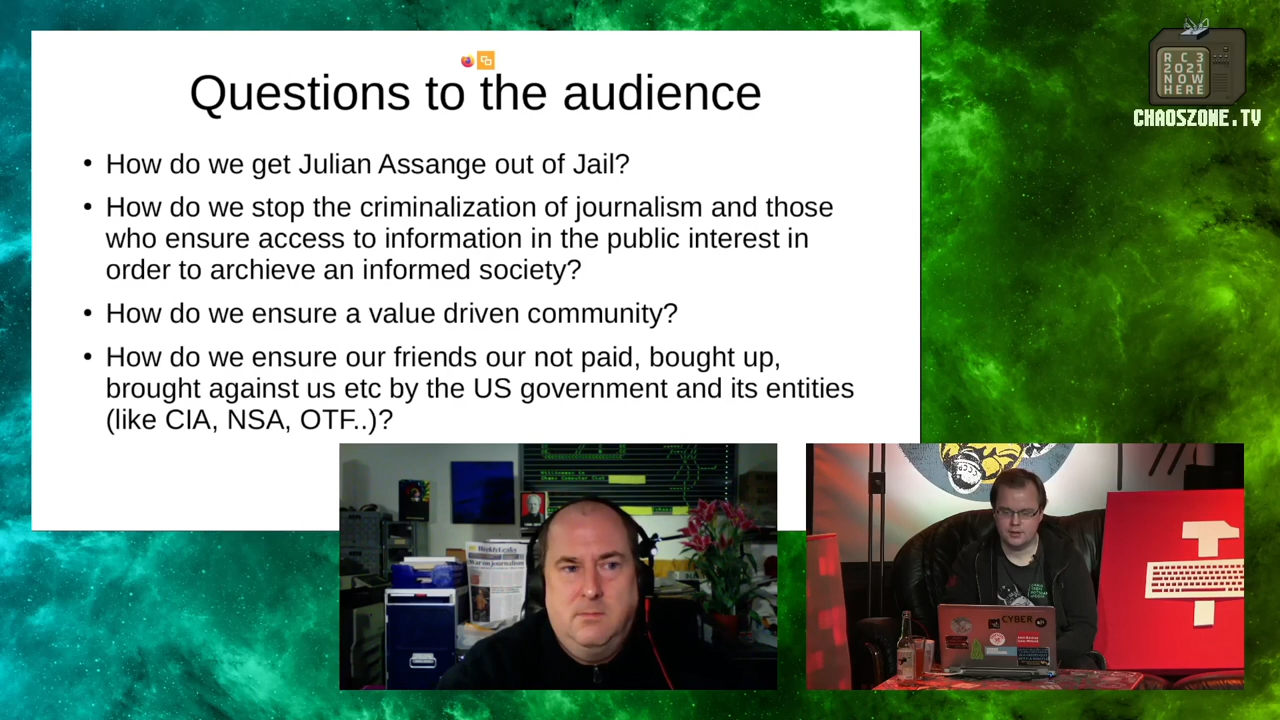 Questions to the audience
• How do we get Julian Assange out of Jail?
• How do we stop the criminalization of journalism and those
who ensure access to information in the public interest in
order to archieve an informed society?
• How do we ensure a value driven community?
• How do we ensure our friends our not paid, bought up,
brought against us etc by the US government and its entities
(like CIA, NSA, OTF..)?
RC3
2021
NOW
HERE
CHAOSZONE.TV
WikiLeaks
War on journalism
CYBER